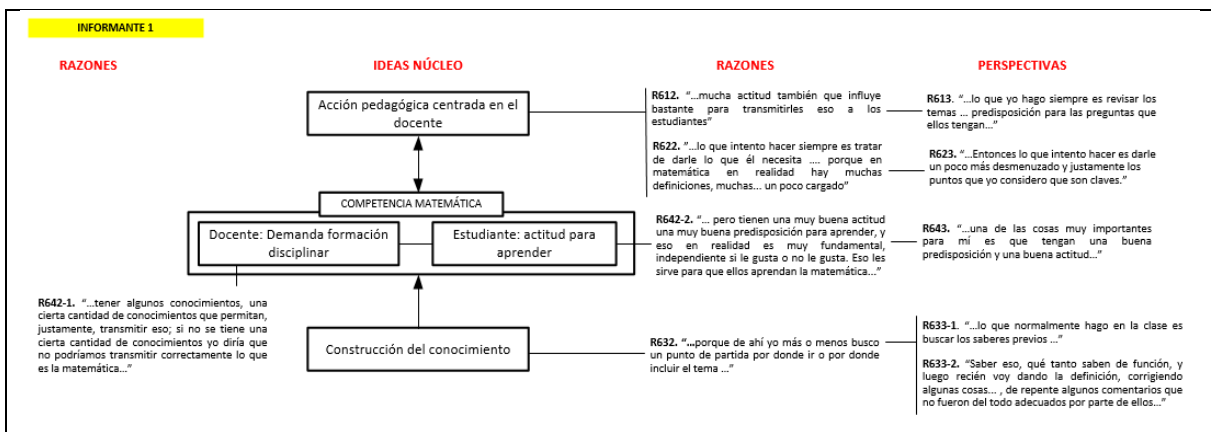 INFORMANTE 1
RAZONES
IDEAS NÚCLEO
RAZONES
PERSPECTIVAS
Acción pedagógica centrada en el
docente
R612. "...mucha actitud también que influye
bastante para transmitirles eso a los
estudiantes"
R613. "...lo que yo hago siempre es revisar los
temas ... predisposición para las preguntas que
ellos tengan..."
R622. "...lo que intento hacer siempre es tratar
de darle lo que él necesita .... porque en
matemática en realidad hay muchas
definiciones, muchas... un poco cargado"
R623. "...Entonces lo que intento hacer es darle
un poco más desmenuzado y justamente los
puntos que yo considero que son claves."
COMPETENCIA MATEMÁTICA
Docente: Demanda formación
disciplinar
Estudiante: actitud para
aprender
R642-2. "... pero tienen una muy buena actitud
una muy buena predisposición para aprender, y
eso en realidad es muy fundamental,
independiente si le gusta o no le gusta. Eso les
sirve para que ellos aprendan la matemática..."
R643. "...una de las cosas muy importantes
para mí es que tengan una buena
predisposición y una buena actitud..."
R642-1. "...tener algunos conocimientos, una
cierta cantidad de conocimientos que permitan,
justamente, transmitir eso; si no se tiene una
cierta cantidad de conocimientos yo diría que
no podríamos transmitir correctamente lo que
es la matemática..."
Construcción del conocimiento
R632. "...porque de ahí yo más o menos busco
un punto de partida por donde ir o por donde
incluir el tema ..."
R633-1. "...lo que normalmente hago en la clase es
buscar los saberes previos ..."
R633-2. "Saber eso, qué tanto saben de función, y
luego recién voy dando la definición, corrigiendo
algunas cosas... , de repente algunos comentarios que
no fueron del todo adecuados por parte de ellos..."